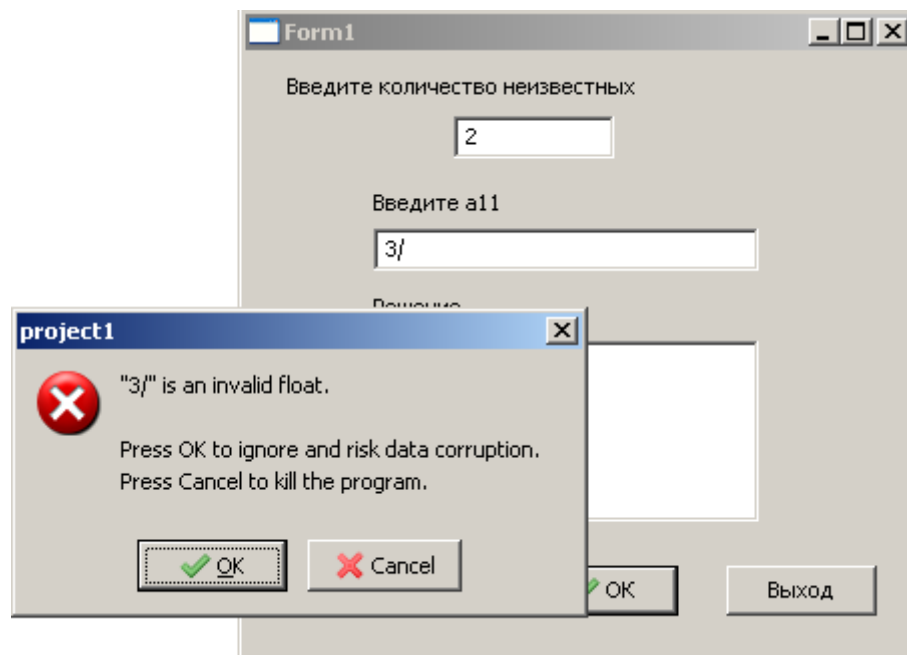 Form1
Введите количество неизвестных
2
Введите a11
3/
Решение
project1
"3/" is an invalid float.
Press OK to ignore and risk data corruption.
Press Cancel to kill the program.
OK
Cancel
OK
Выход